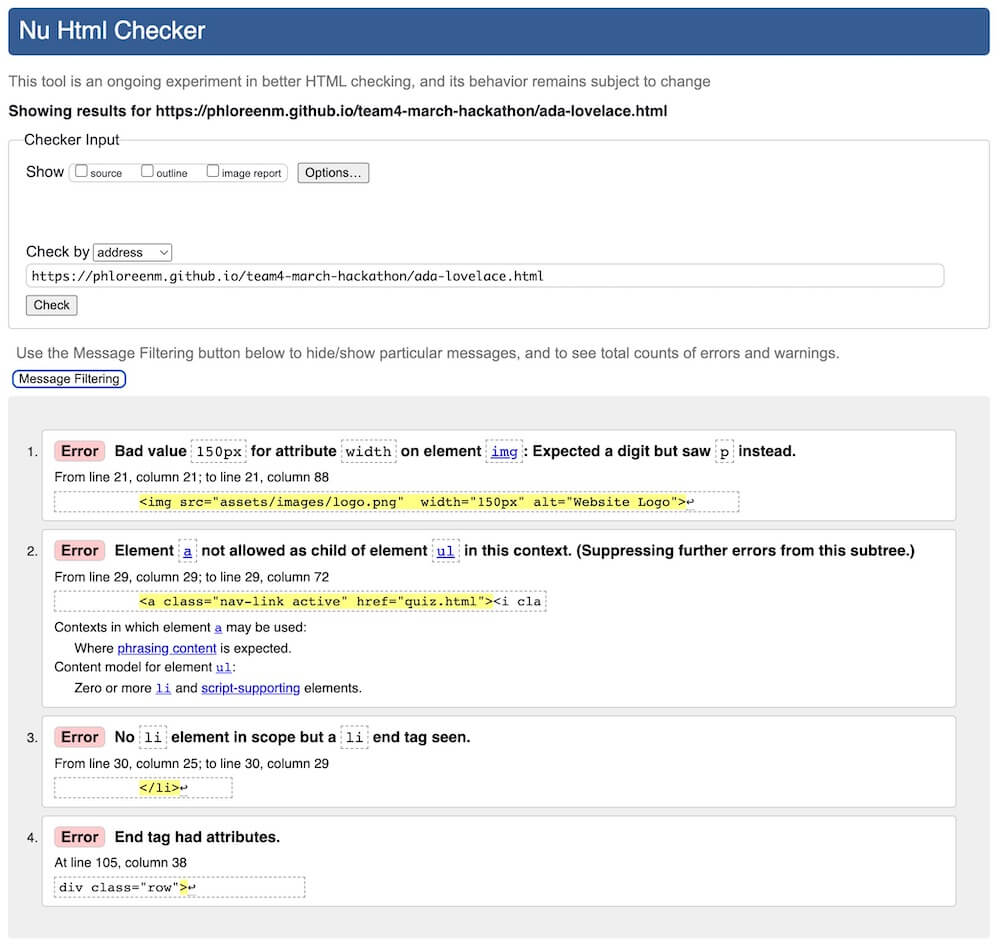 Nu Html Checker
This tool is an ongoing experiment in better HTML checking, and its behavior remains subject to change
Showing results for https://phloreenm.github.io/team4-march-hackathon/ada-lovelace.html
Checker Input
Show source outline image report Options...
Check by address
https://phloreenm.github.io/team4-march-hackathon/ada-lovelace.html
Check
Use the Message Filtering button below to hide/show particular messages, and to see total counts of errors and warnings.
Message Filtering
1. Error Bad value 150px for attribute width on element img: Expected a digit but saw p instead.
From line 21, column 21; to line 21, column 88
<img src="assets/images/logo.png"  width="150px" alt="Website Logo">↩
2. Error Element a not allowed as child of element ul in this context. (Suppressing further errors from this subtree.)
From line 29, column 29; to line 29, column 72
<a class="nav-link active" href="quiz.html"><i cla
Contexts in which element a may be used:
Where phrasing content is expected.
Content model for element ul:
Zero or more li and script-supporting elements.
3. Error No li element in scope but a li end tag seen.
From line 30, column 25; to line 30, column 29
</li>↩
4. Error End tag had attributes.
At line 105, column 38
div class="row">↩